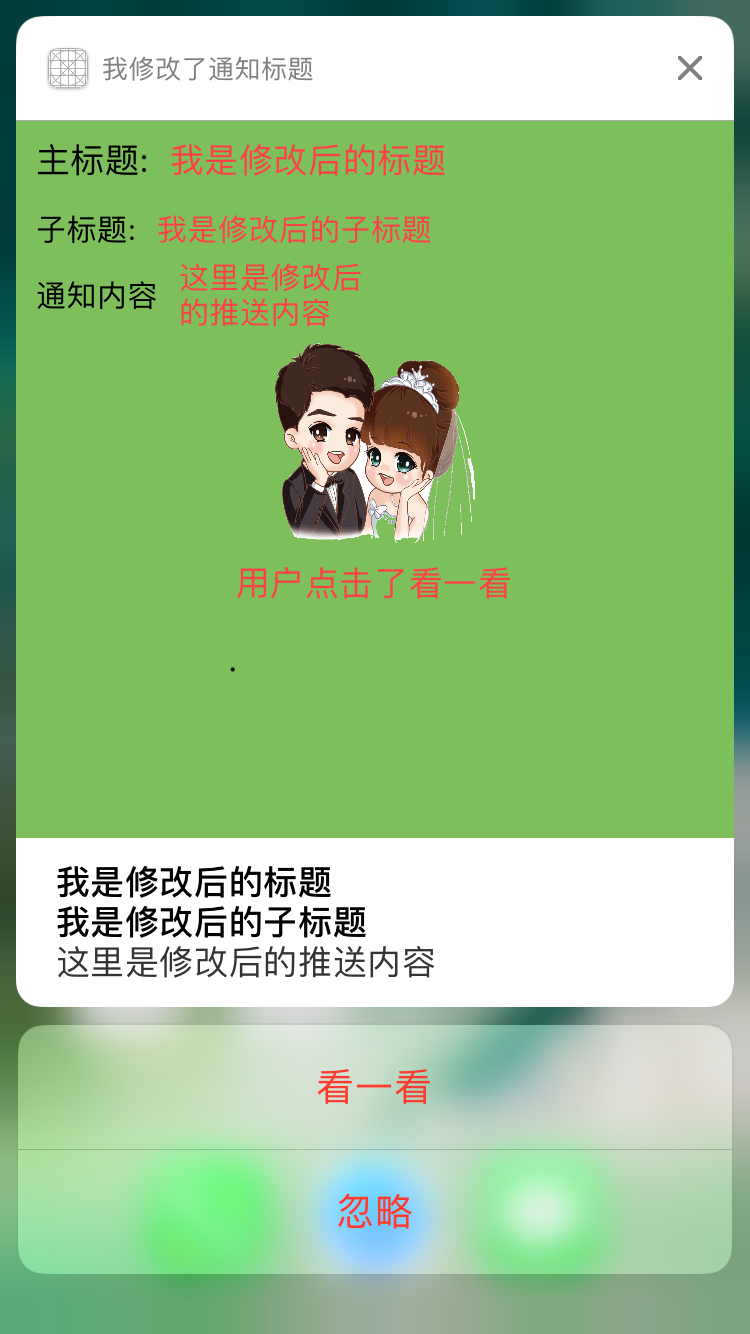 我修改了通知标题
主标题: 我是修改后的标题
子标题: 我是修改后的子标题
通知内容
这里是修改后
的推送内容
用户点击了看一看
我是修改后的标题
我是修改后的子标题
这里是修改后的推送内容
看一看
忽略